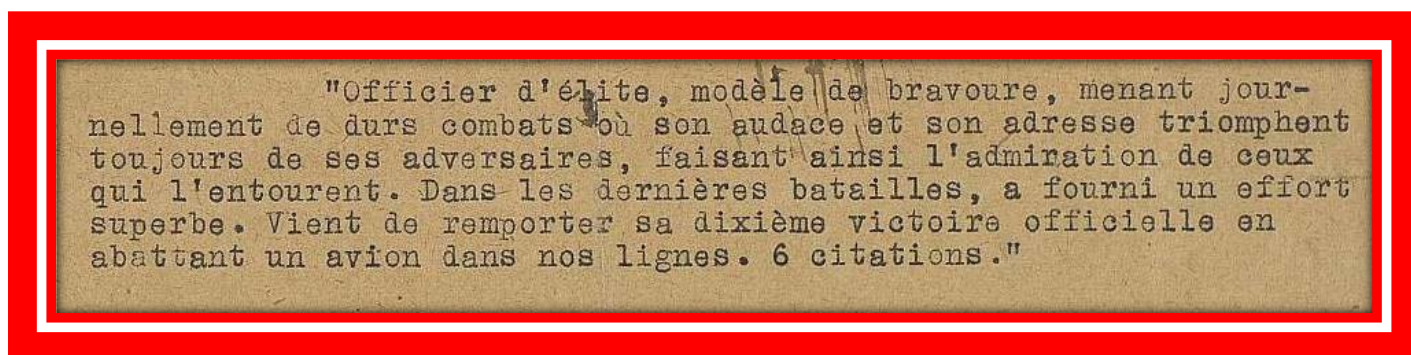 "Officier d'élite, modèle de bravoure, menant jour-
nellement de durs combats où son audace et son adresse triomphent
toujours de ses adversaires, faisant ainsi l'admiration de ceux
qui l'entourent. Dans les dernières batailles, a fourni un effort
superbe. Vient de remporter sa dixième victoire officielle en
abattant un avion dans nos lignes. 6 citations."